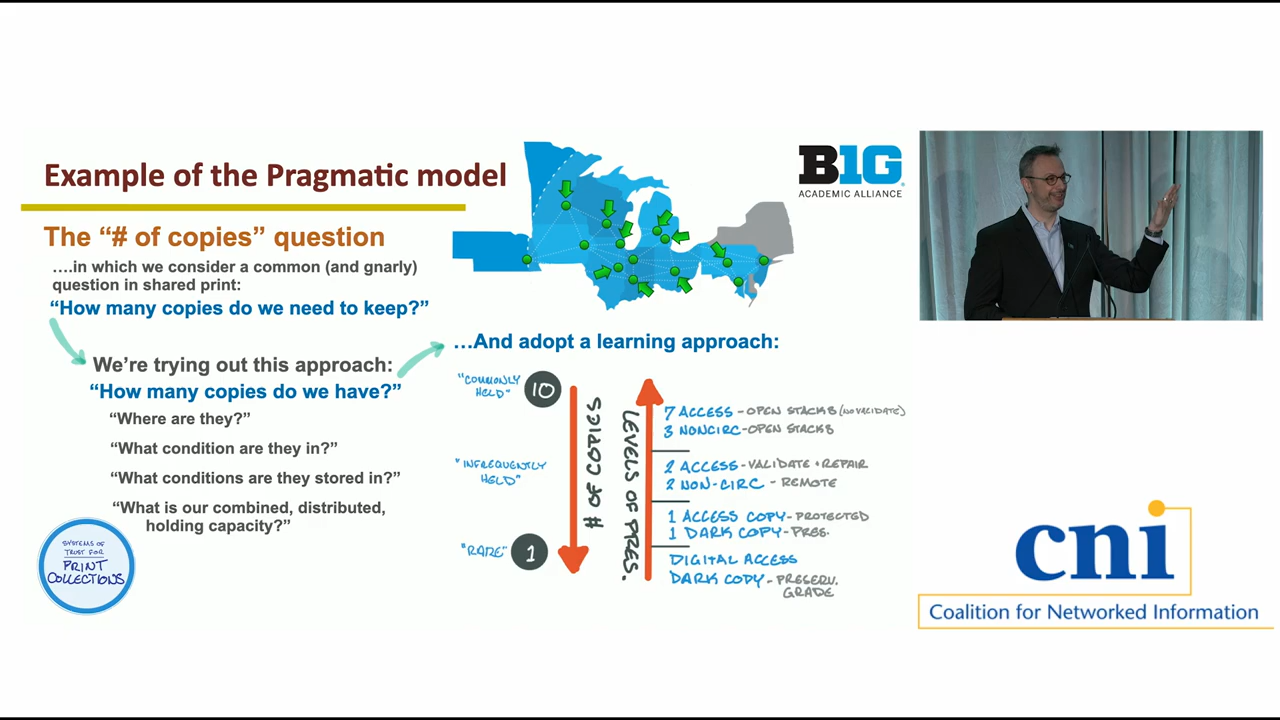 Example of the Pragmatic model
The “# of copies” question
….in which we consider a common (and gnarly)
question in shared print:
“How many copies do we need to keep?”
We’re trying out this approach:
“How many copies do we have?”
“Where are they?”
“What condition are they in?”
“What conditions are they stored in?”
“What is our combined, distributed,
holding capacity?”
SYSTEMS OF
TRUST FOR
PRINT
COLLECTIONS
B1G
ACADEMIC ALLIANCE
…And adopt a learning approach:
"COMMONLY
HELD"
10
"INFREQUENTLY
HELD"
"RARE"
1
# OF COPIES
LEVELS OF PRES.
7 ACCESS - OPEN STACKS (NO VALIDATE)
3 NONCIRC - OPEN STACKS
2 ACCESS - VALIDATE + REPAIR
2 NON-CIRC - REMOTE
1 ACCESS COPY - PROTECTED
1 DARK COPY - PRES.
DIGITAL ACCESS
DARK COPY - PRESERV.
GRADE
cni
Coalition for Networked Information